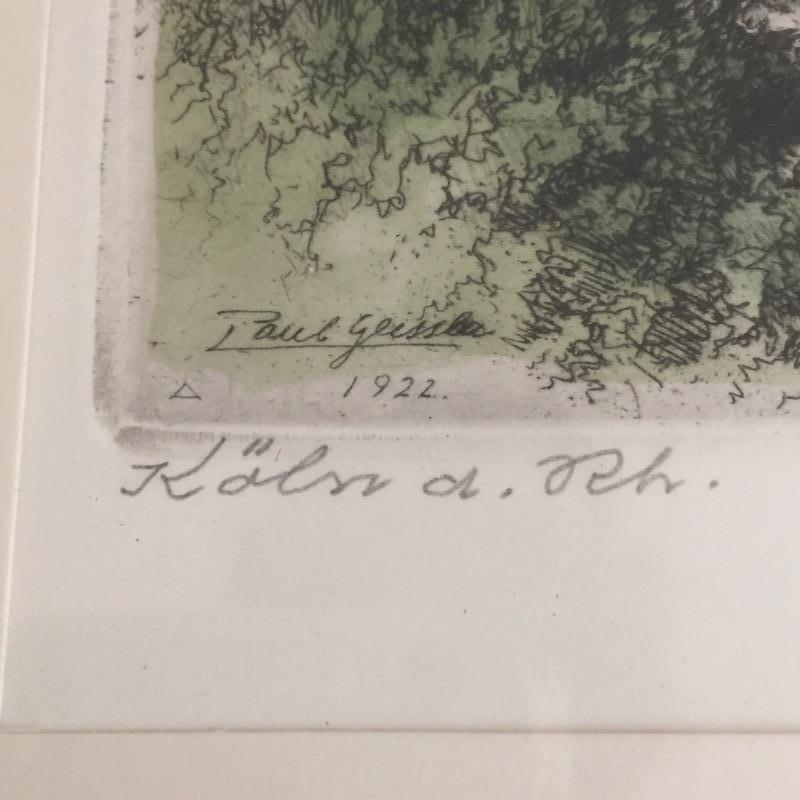 Paul Geissler
1922.
Köln a. Rh.